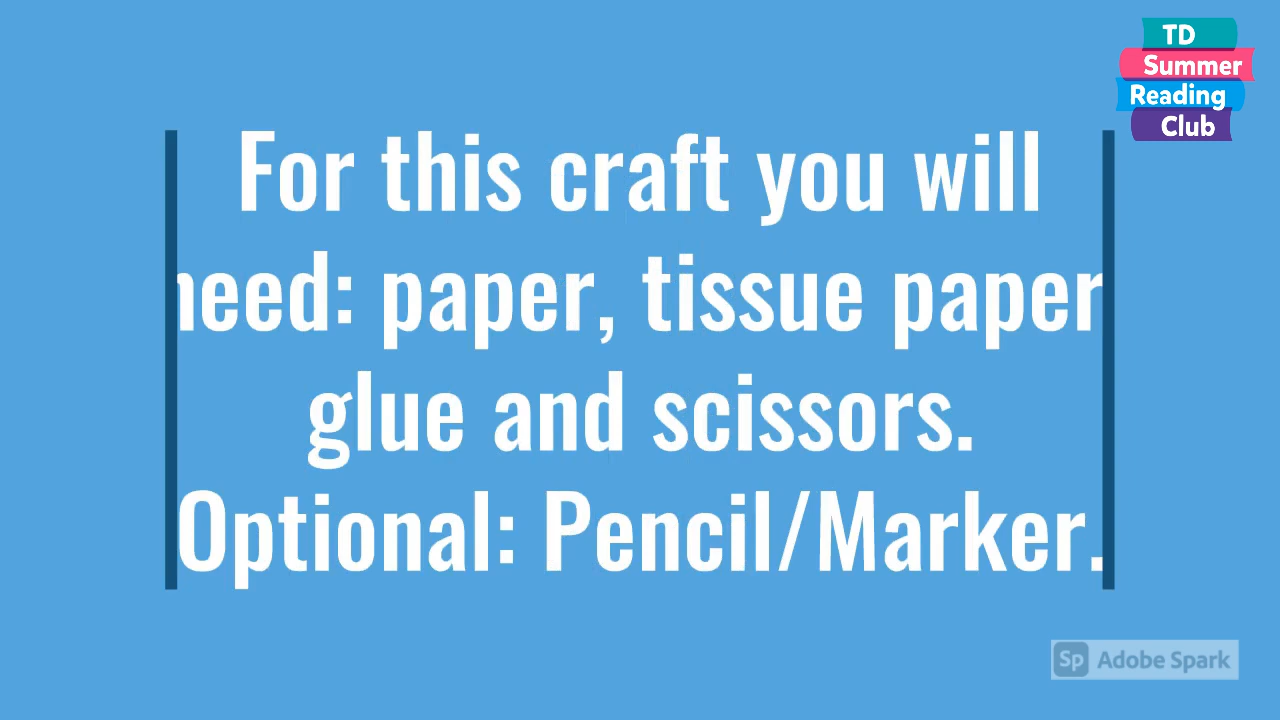 TD
Summer
Reading
Club
For this craft you will
need: paper, tissue paper
glue and scissors.
Optional: Pencil/Marker.
Sp Adobe Spark